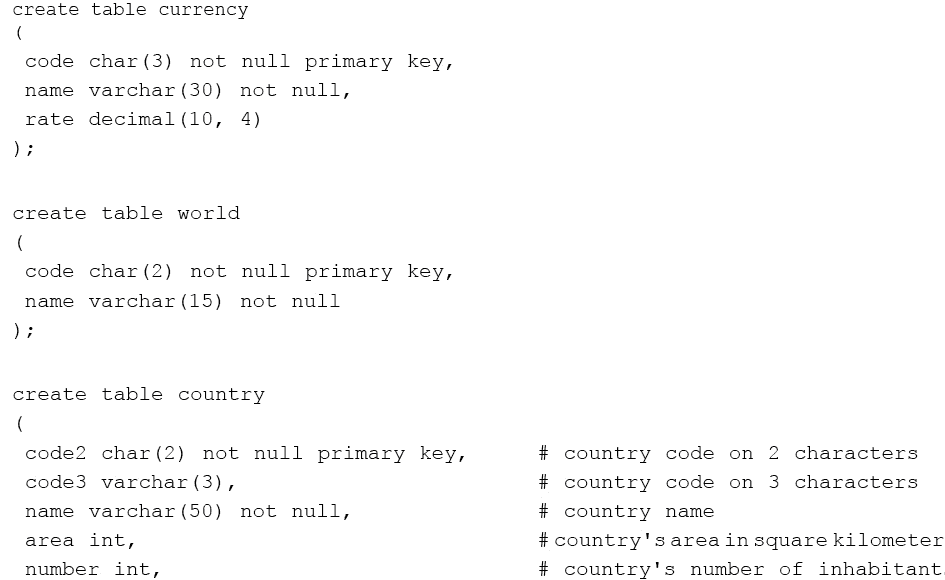 create table currency
(
code char(3) not null primary key,
name varchar(30) not null,
rate decimal(10, 4)
);
create table world
(
code char(2) not null primary key,
name varchar(15) not null
);
create table country
(
code2 char(2) not null primary key, # country code on 2 characters
code3 varchar(3), # country code on 3 characters
name varchar(50) not null, # country name
area int, # country's area in square kilometer
number int, # country's number of inhabitant